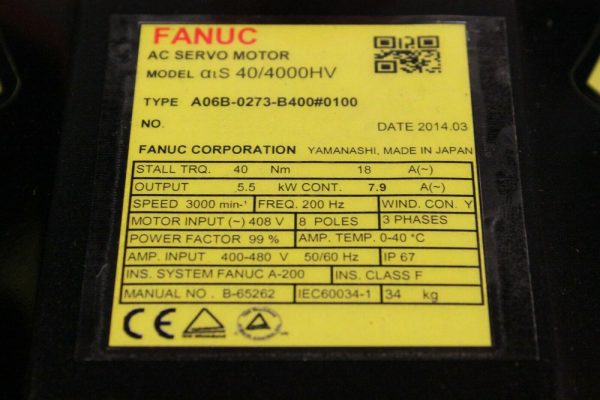 FANUC
AC SERVO MOTOR
MODEL αiS 40/4000HV
TYPE A06B-0273-B400#0100
NO.
DATE 2014.03
FANUC CORPORATION YAMANASHI, MADE IN JAPAN
STALL TRQ. 40 Nm 18 A(~)
OUTPUT 5.5 kW CONT. 7.9 A(~)
SPEED 3000 min-¹ FREQ. 200 Hz WIND. CON. Y
MOTOR INPUT (~) 408 V 8 POLES 3 PHASES
POWER FACTOR 99 % AMP. TEMP. 0-40 °C
AMP. INPUT 400-480 V 50/60 Hz IP 67
INS. SYSTEM FANUC A-200 INS. CLASS F
MANUAL NO. B-65262 IEC60034-1 34 kg
CE